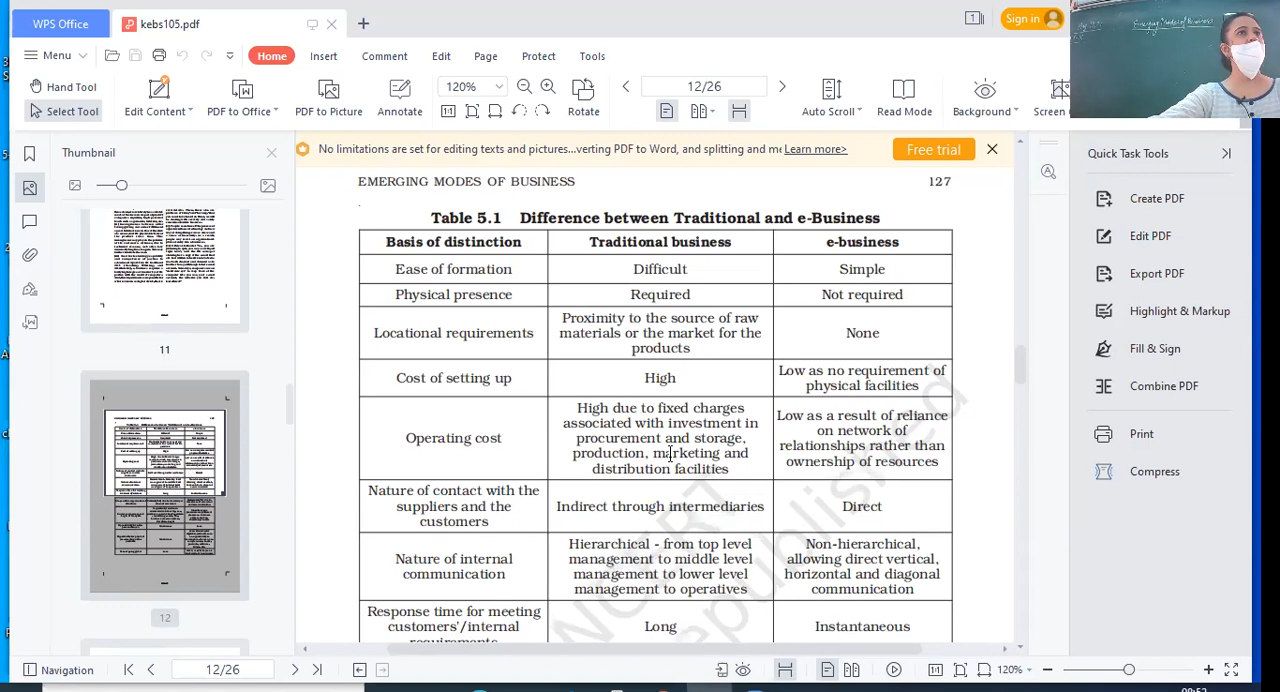 WPS Office
kebs105.pdf
Sign in
Emerging Modes of Business
Menu
Home
Insert
Comment
Edit
Page
Protect
Tools
Hand Tool
Select Tool
Edit Content
PDF to Office
PDF to Picture
Annotate
120%
Rotate
12/26
Auto Scroll
Read Mode
Background
Screen
Thumbnail
No limitations are set for editing texts and pictures...verting PDF to Word, and splitting and me Learn more>
Free trial
Quick Task Tools
Create PDF
Edit PDF
Export PDF
Highlight & Markup
Fill & Sign
Combine PDF
Print
Compress
11
12
EMERGING MODES OF BUSINESS 127
Table 5.1 Difference between Traditional and e-Business
Basis of distinction Traditional business e-business
Ease of formation Difficult Simple
Physical presence Required Not required
Locational requirements
Proximity to the source of raw
materials or the market for the
products
None
Cost of setting up
High
Low as no requirement of
physical facilities
Operating cost
High due to fixed charges
associated with investment in
procurement and storage,
production, marketing and
distribution facilities
Low as a result of reliance
on network of
relationships rather than
ownership of resources
Nature of contact with the
suppliers and the
customers
Indirect through intermediaries
Direct
Nature of internal
communication
Hierarchical - from top level
management to middle level
management to lower level
management to operatives
Non-hierarchical,
allowing direct vertical,
horizontal and diagonal
communication
Response time for meeting
customers'/internal
requirements
Long
Instantaneous
NCERT
republished
Navigation
12/26
120%
08:52